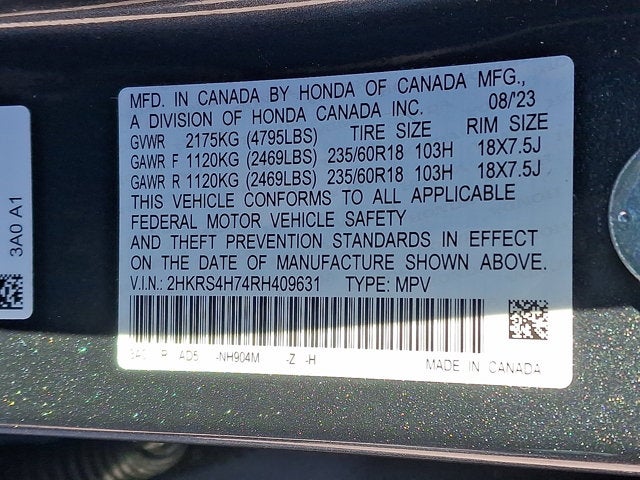 MFD. IN CANADA BY HONDA OF CANADA MFG.,
A DIVISION OF HONDA CANADA INC. 08/'23
GVWR 2175KG (4795LBS) TIRE SIZE RIM SIZE
GAWR F 1120KG (2469LBS) 235/60R18 103H 18X7.5J
GAWR R 1120KG (2469LBS) 235/60R18 103H 18X7.5J
THIS VEHICLE CONFORMS TO ALL APPLICABLE
FEDERAL MOTOR VEHICLE SAFETY
AND THEFT PREVENTION STANDARDS IN EFFECT
ON THE DATE OF MANUFACTURE SHOWN ABOVE.
V.I.N.: 2HKRS4H74RH409631 TYPE: MPV
R AD5 -NH904M -Z -H MADE IN CANADA
3A0 A1